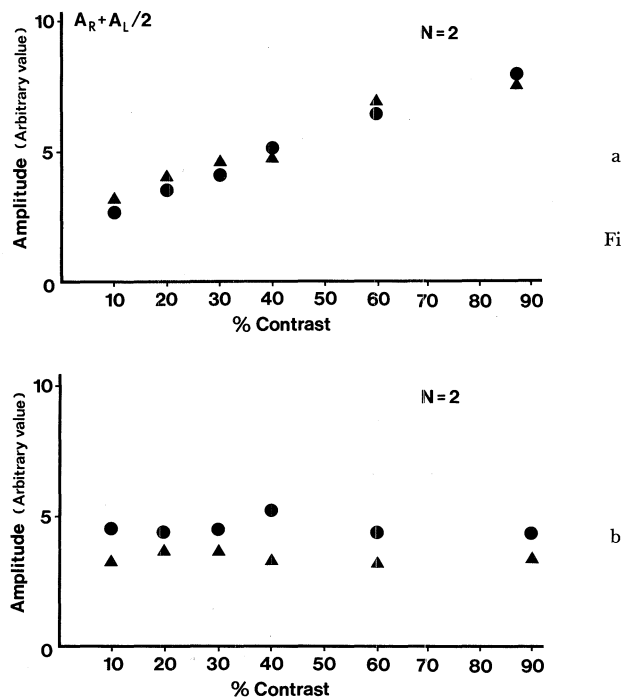 10
A_R+A_L/2
N=2
Amplitude (Arbitrary value)
5
0
10 20 30 40 50 60 70 80 90
% Contrast
a
Fi
10
N=2
Amplitude (Arbitrary value)
5
0
10 20 30 40 50 60 70 80 90
% Contrast
b